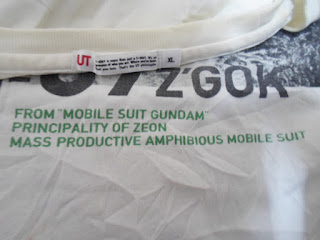 UT
XL
Z'GOK
FROM "MOBILE SUIT GUNDAM"
PRINCIPALITY OF ZEON
MASS PRODUCTIVE AMPHIBIOUS MOBILE SUIT